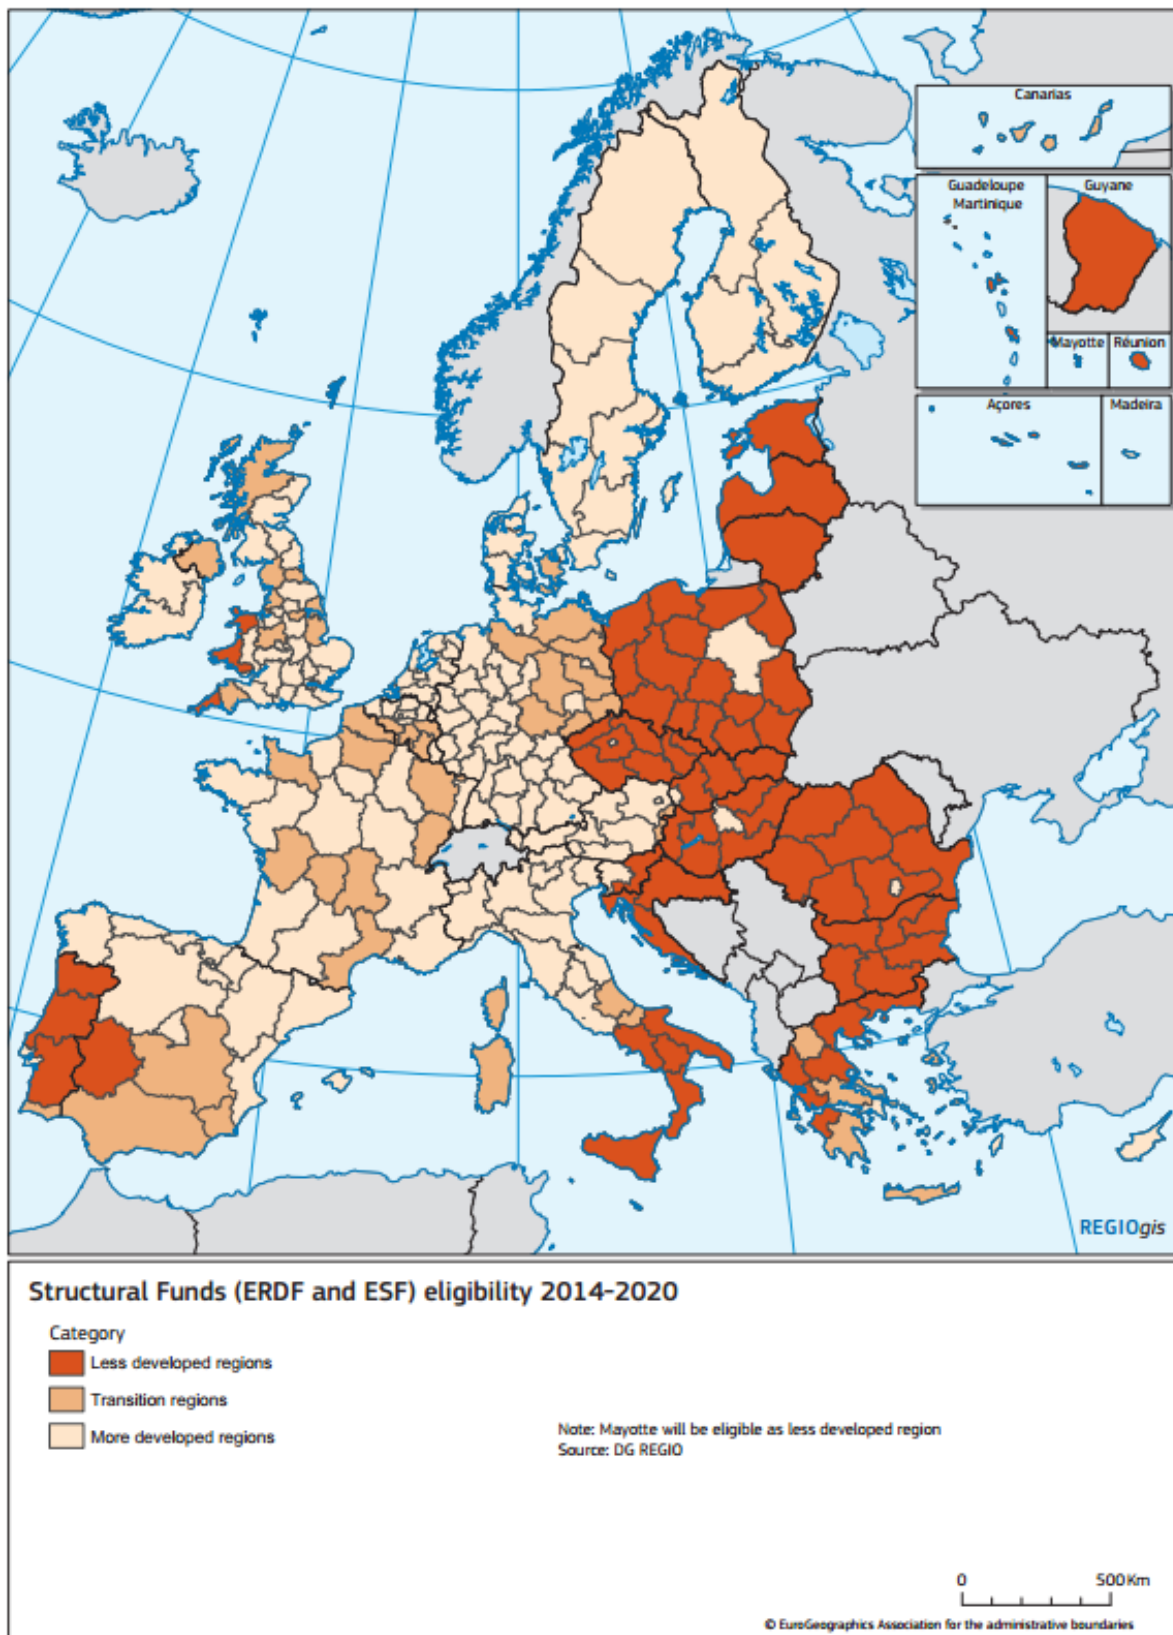 Canarias
Guadeloupe
Martinique
Guyane
Mayotte
Réunion
Açores
Madeira
REGIOgis
Structural Funds (ERDF and ESF) eligibility 2014-2020
Category
Less developed regions
Transition regions
More developed regions
Note: Mayotte will be eligible as less developed region
Source: DG REGIO
0 500 Km
© EuroGeographics Association for the administrative boundaries